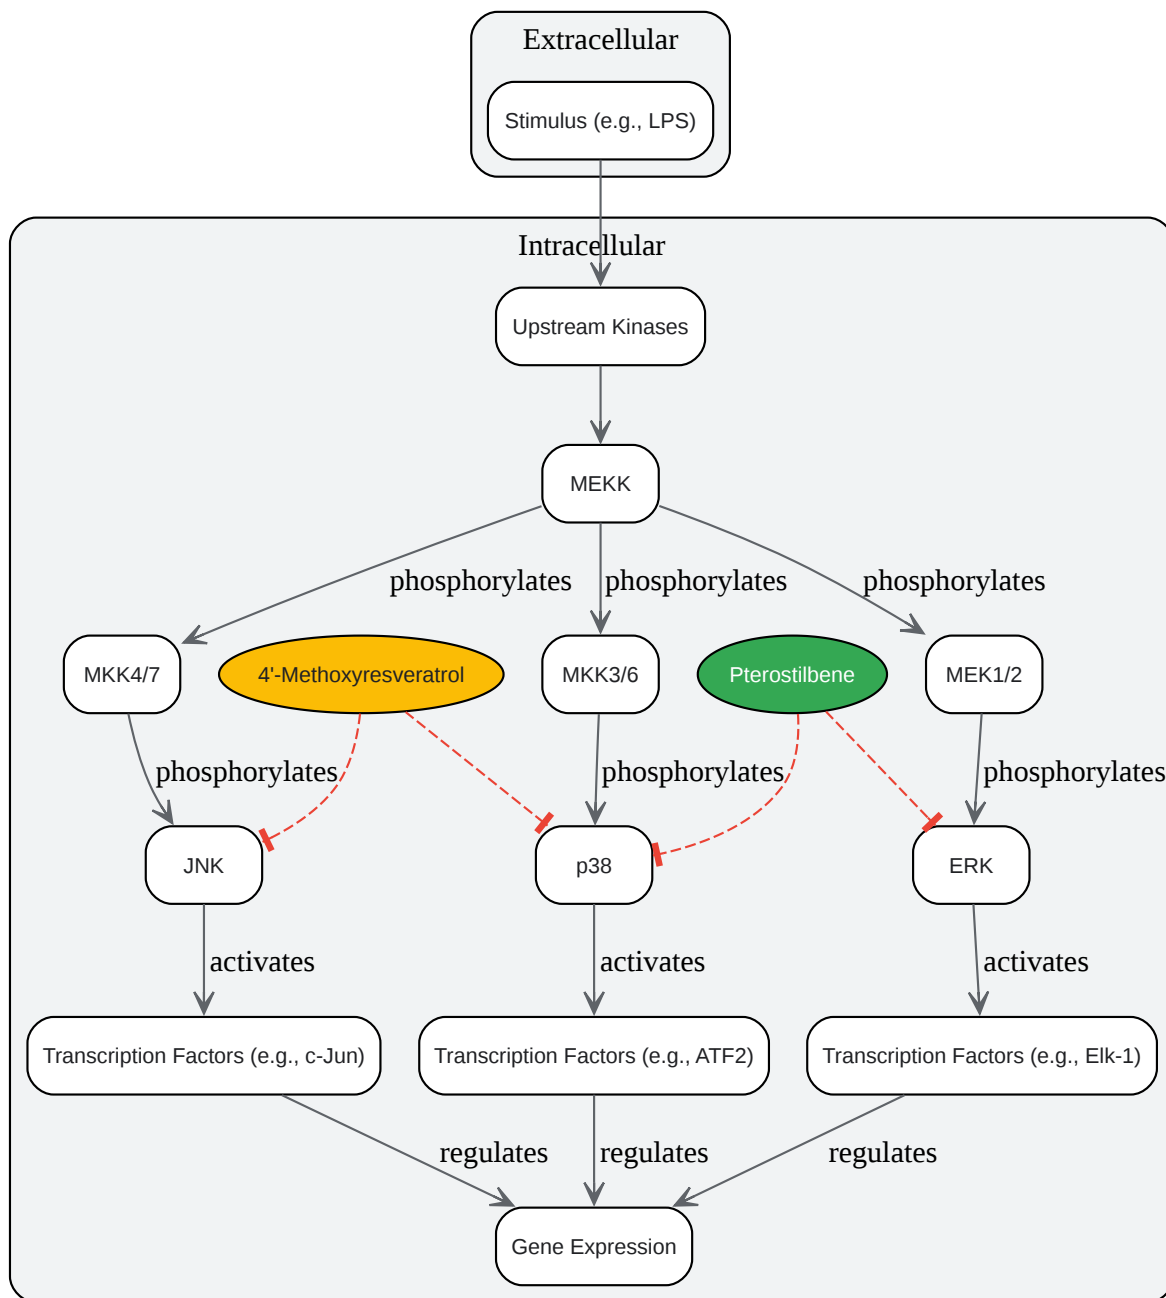 Extracellular
Stimulus (e.g., LPS)
Intracellular
Upstream Kinases
MEKK
phosphorylates
phosphorylates
phosphorylates
MKK4/7
4'-Methoxyresveratrol
MKK3/6
Pterostilbene
MEK1/2
phosphorylates
phosphorylates
phosphorylates
JNK
p38
ERK
activates
activates
activates
Transcription Factors (e.g., c-Jun)
Transcription Factors (e.g., ATF2)
Transcription Factors (e.g., Elk-1)
regulates
regulates
regulates
Gene Expression